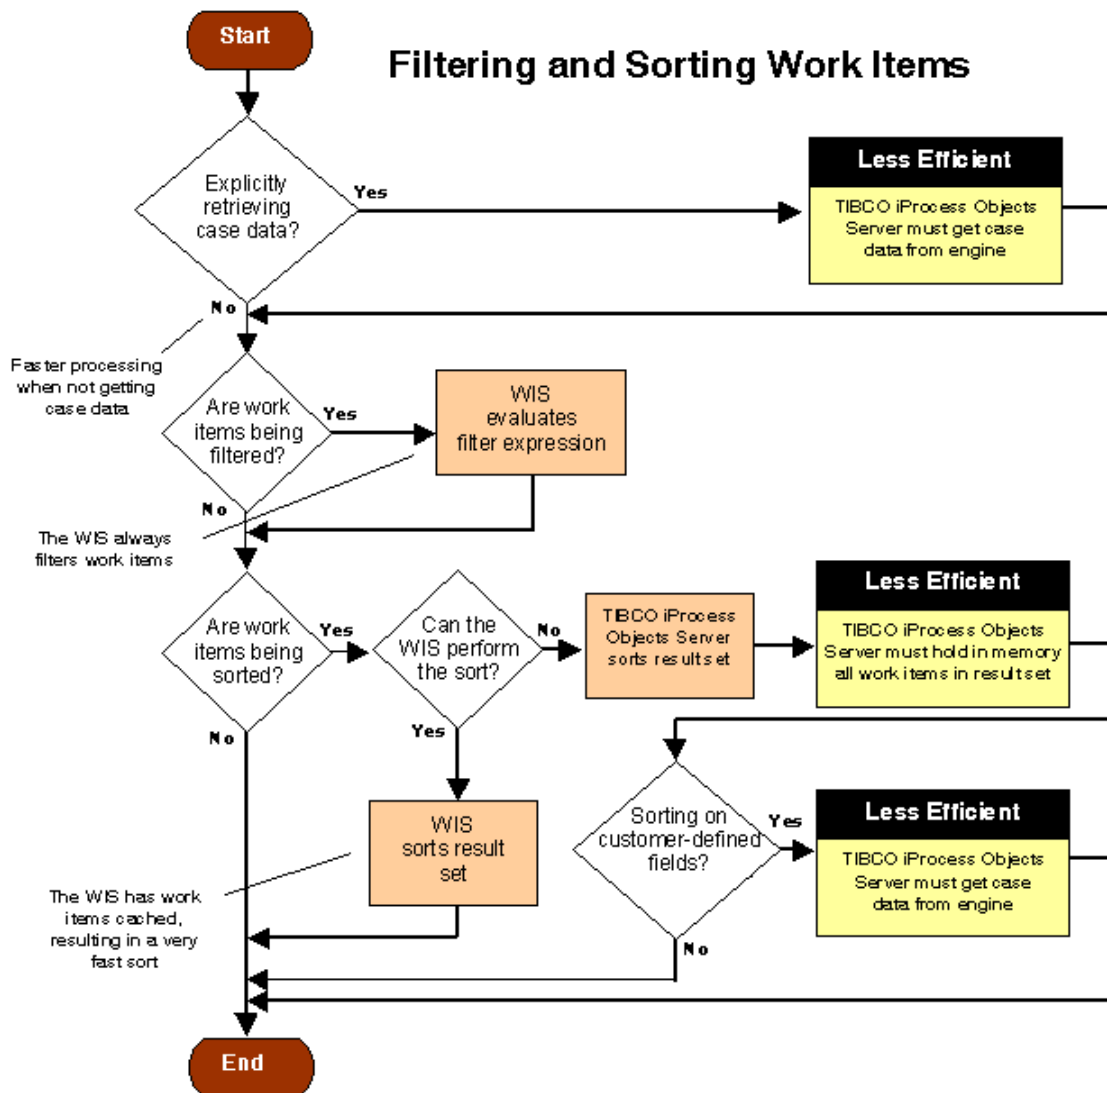 Start
Filtering and Sorting Work Items
Explicitly
retrieving
case data?
Yes
Less Efficient
TIBCO iProcess Objects
Server must get case
data from engine
No
Faster processing
when not getting
case data
Are work
items being
filtered?
Yes
WIS
evaluates
filter expression
No
The WIS always
filters work items
Are work
items being
sorted?
Yes
Can the
WIS perform
the sort?
No
TIBCO iProcess
Objects Server
sorts result set
Less Efficient
TIBCO iProcess Objects
Server must hold in memory
all work items in result set
No
Yes
WIS
sorts result
set
Sorting on
customer-defined
fields?
Yes
Less Efficient
TIBCO iProcess Objects
Server must get case
data from engine
The WIS has work
items cached,
resulting in a very
fast sort
No
End